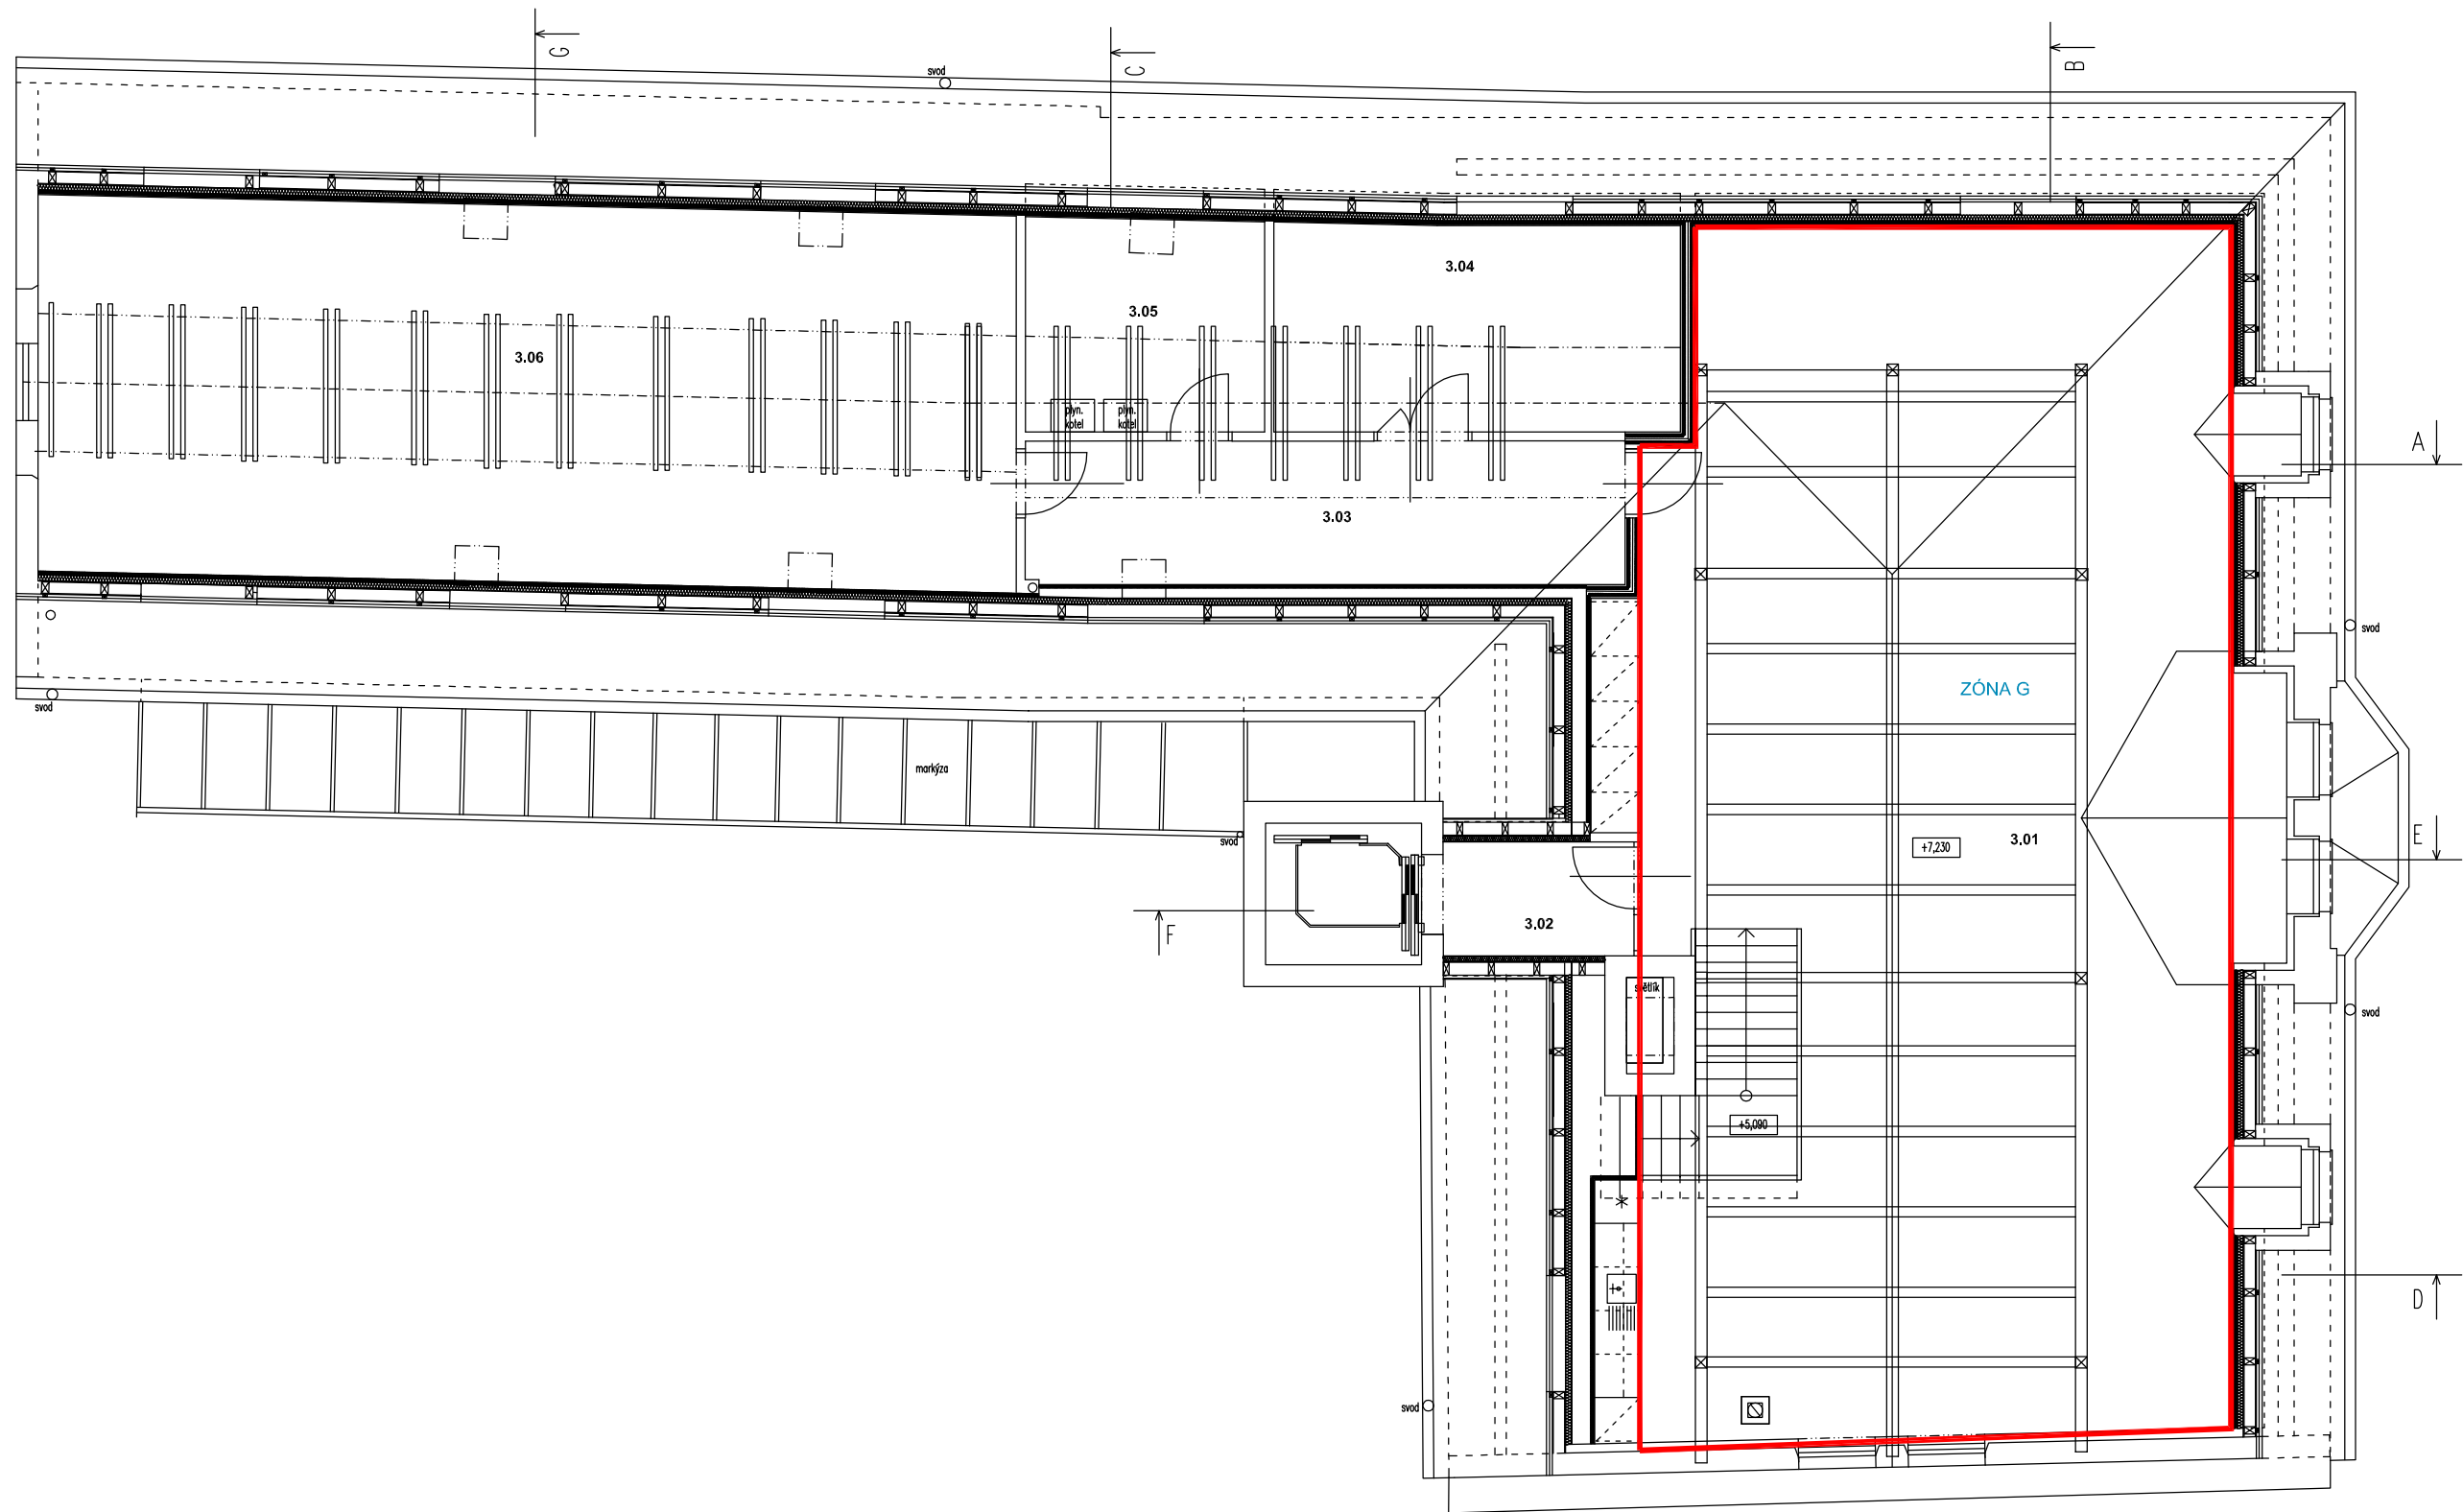 G
C
B
svod
3.04
3.05
3.06
plyn.
kotel
plyn.
kotel
A
3.03
svod
ZÓNA G
svod
markýza
svod
+7,230
3.01
E
3.02
F
světlík
svod
+5,090
D
svod